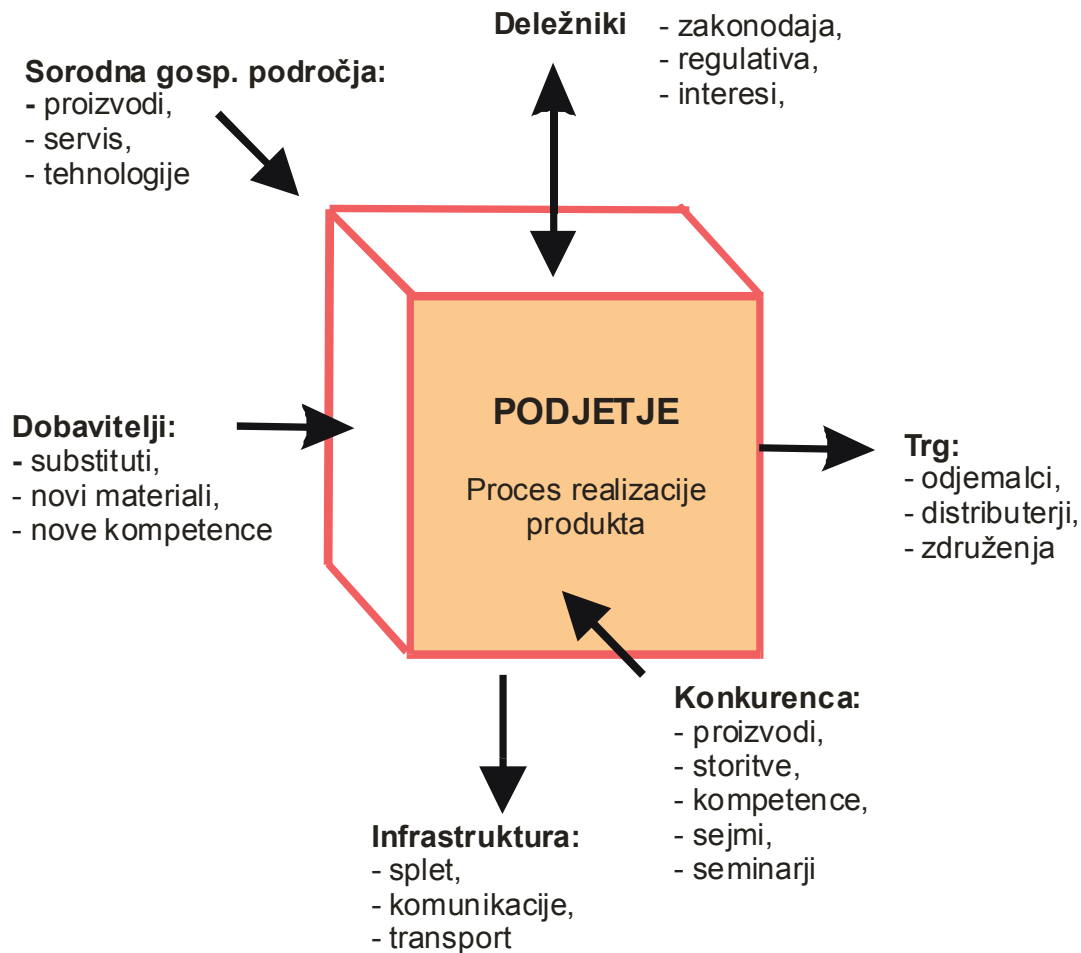 Deležniki
- zakonodaja,
- regulativa,
- interesi,
Sorodna gosp. področja:
- proizvodi,
- servis,
- tehnologije
PODJETJE
Proces realizacije
produkta
Dobavitelji:
- substituti,
- novi materiali,
- nove kompetence
Trg:
- odjemalci,
- distributerji,
- združenja
Konkurenca:
- proizvodi,
- storitve,
- kompetence,
- sejmi,
- seminarji
Infrastruktura:
- splet,
- komunikacije,
- transport